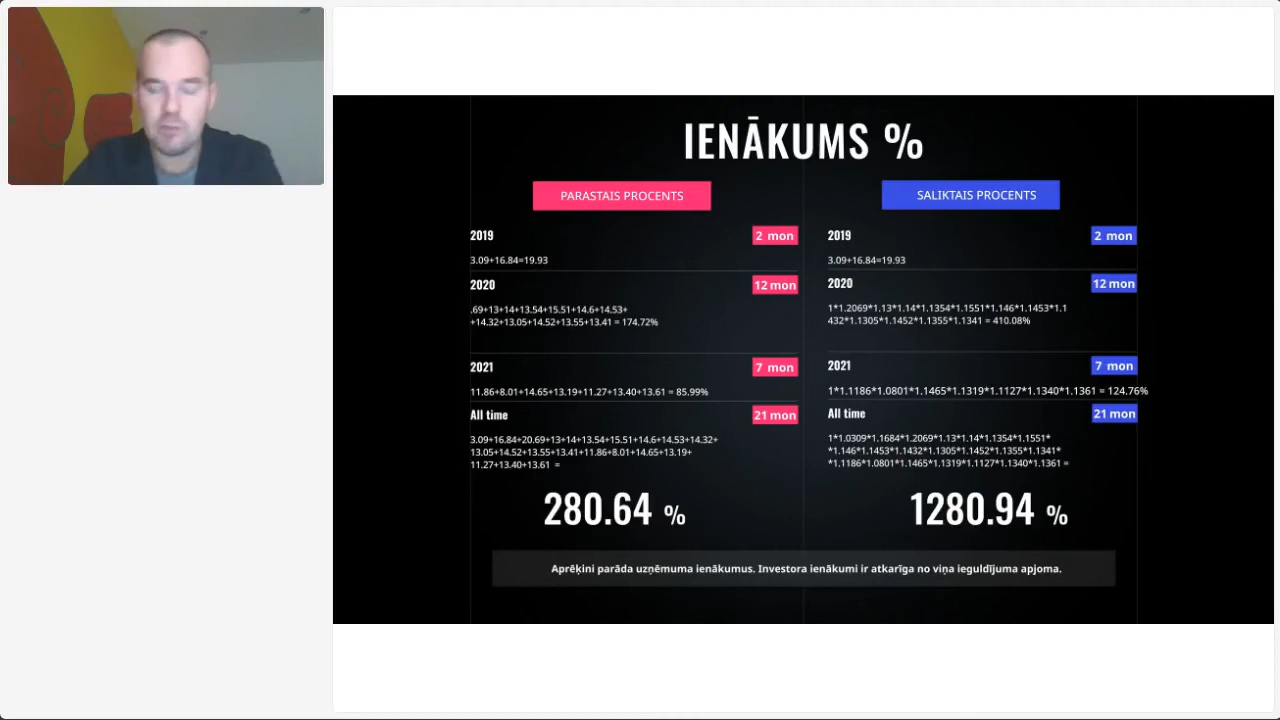 IENĀKUMS %
PARASTAIS PROCENTS
2019 2 mon
3.09+16.84=19.93
2020 12 mon
.69+13+14+13.54+15.51+14.6+14.53+
+14.32+13.05+14.52+13.55+13.41 = 174.72%
2021 7 mon
11.86+8.01+14.65+13.19+11.27+13.40+13.61 = 85.99%
All time 21 mon
3.09+16.84+20.69+13+14+13.54+15.51+14.6+14.53+14.32+
13.05+14.52+13.55+13.41+11.86+8.01+14.65+13.19+
11.27+13.40+13.61 =
280.64 %
SALIKTAIS PROCENTS
2019 2 mon
3.09+16.84=19.93
2020 12 mon
1*1.2069*1.13*1.14*1.1354*1.1551*1.146*1.1453*1.1
432*1.1305*1.1452*1.1355*1.1341 = 410.08%
2021 7 mon
1*1.1186*1.0801*1.1465*1.1319*1.1127*1.1340*1.1361 = 124.76%
All time 21 mon
1*1.0309*1.1684*1.2069*1.13*1.14*1.1354*1.1551*
*1.146*1.1453*1.1432*1.1305*1.1452*1.1355*1.1341*
*1.1186*1.0801*1.1465*1.1319*1.1127*1.1340*1.1361 =
1280.94 %
Aprēķini parāda uzņēmuma ienākumus. Investora ienākumi ir atkarīga no viņa ieguldījuma apjoma.